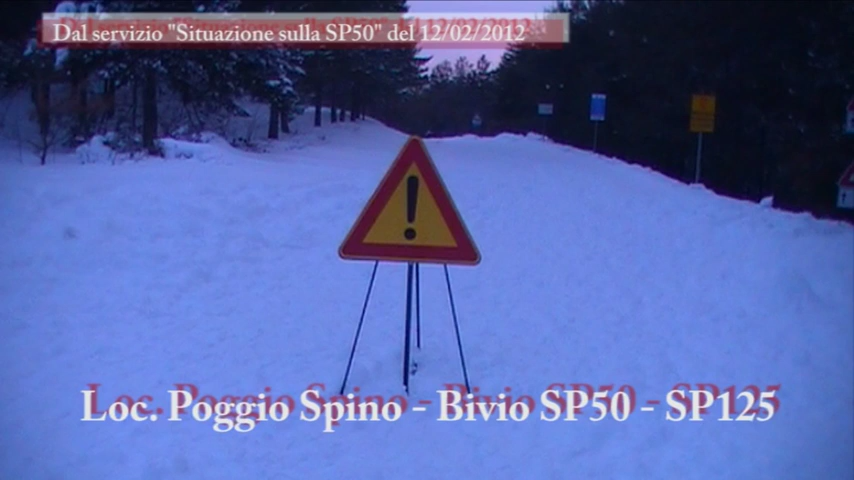 Dal servizio "Situazione sulla SP50" del 12/02/2012
!
Loc. Poggio Spino - Bivio SP50 - SP125